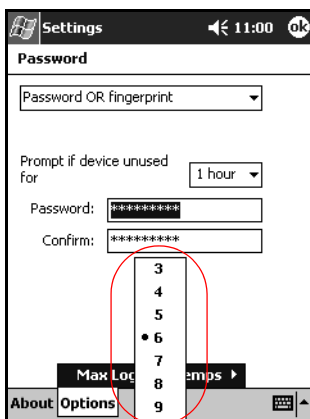 Settings 11:00 ok
Password
Password OR fingerprint
Prompt if device unused
for 1 hour
Password: *********
Confirm: *********
3
4
5
• 6
7
8
9
Max Log emps
About Options